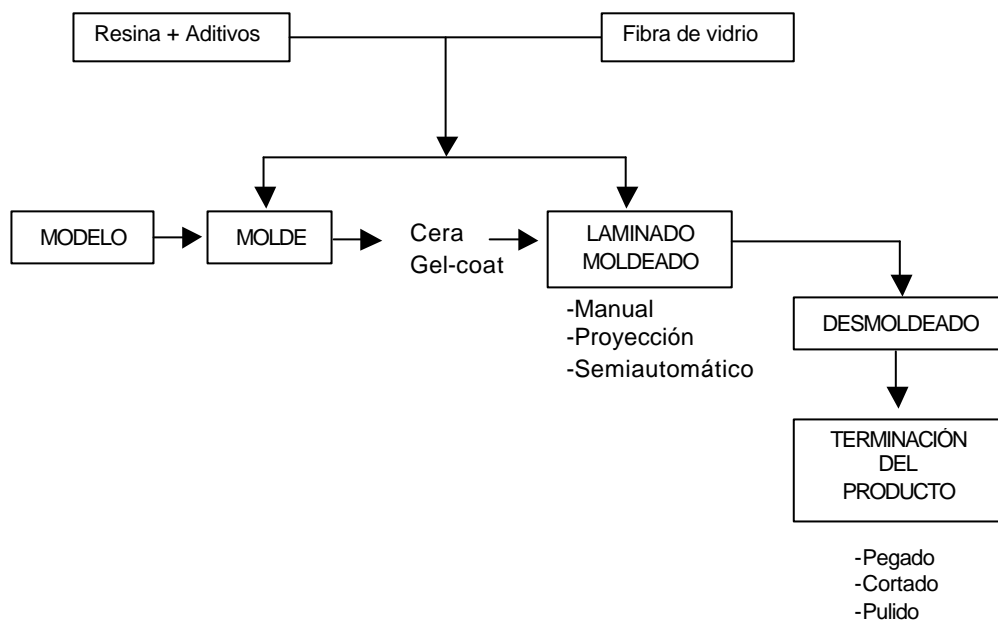 Resina + Aditivos
Fibra de vidrio
MODELO
MOLDE
Cera
Gel-coat
LAMINADO
MOLDEADO
-Manual
-Proyección
-Semiautomático
DESMOLDEADO
TERMINACIÓN
DEL
PRODUCTO
-Pegado
-Cortado
-Pulido